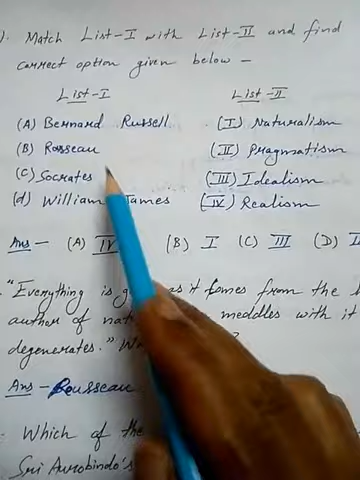 ). Match List-I with List-II and find
correct option given below –
List-I List-II
(A) Bernard Russell (I) Naturalism
(B) Rosseau (II) Pragmatism
(C) Socrates (III) Idealism
(d) William James (IV) Realism
Ans – (A) IV (B) I (C) III (D)
"Everything is as it comes from the
author of meddles with it
degenerates."
Ans – Rousseau
Which of the
Sri Aurobindo's